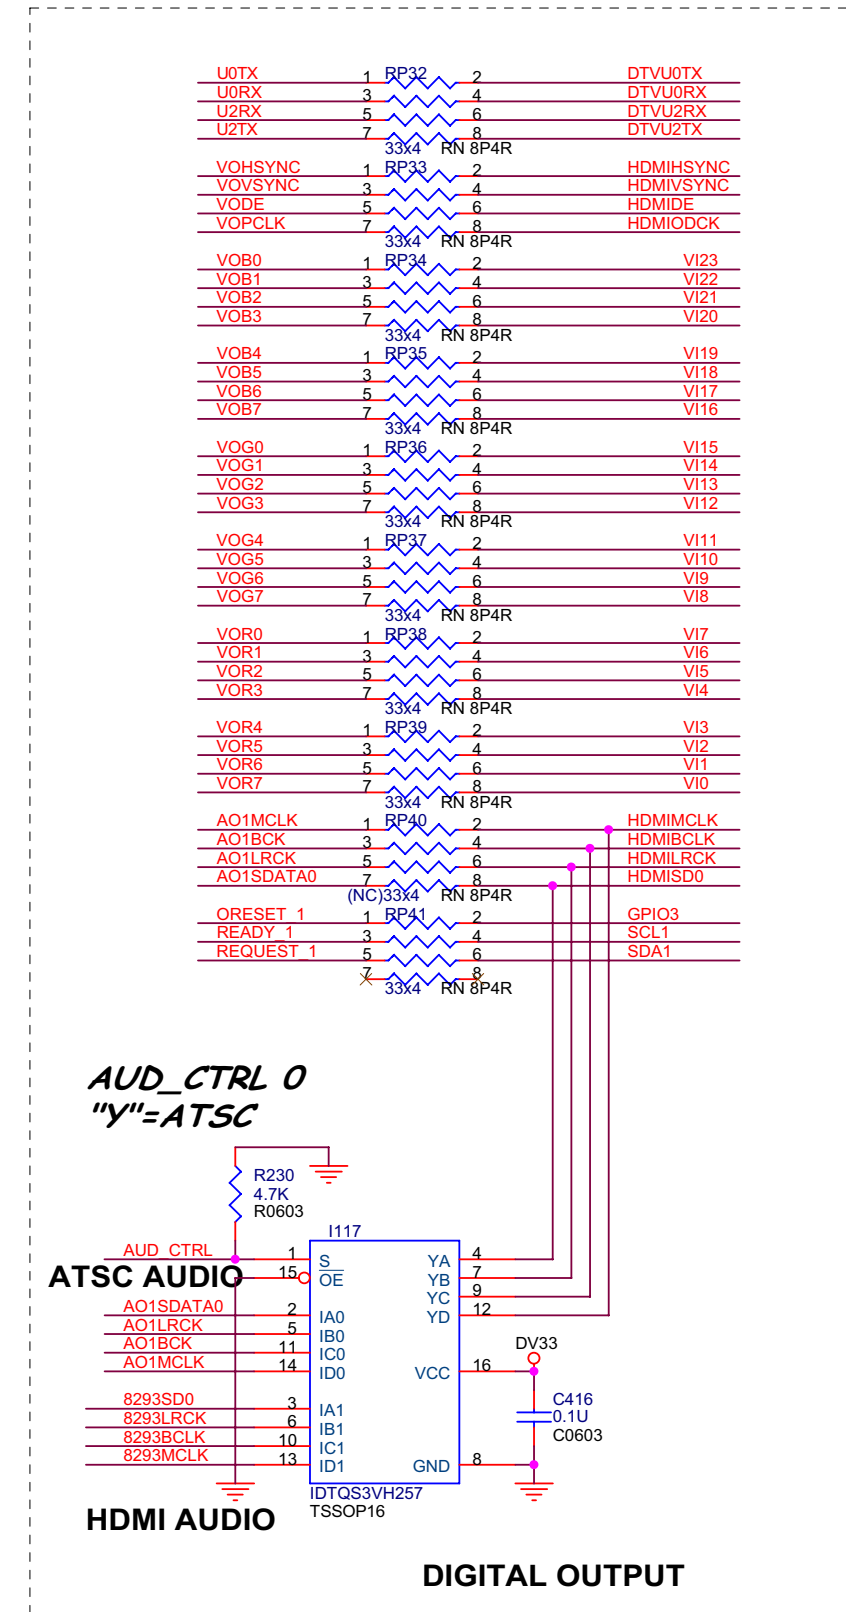 U0TX 1 RP32 2 DTVU0TX
U0RX 3 4 DTVU0RX
U2RX 5 6 DTVU2RX
U2TX 7 8 DTVU2TX
33x4 RN 8P4R
VOHSYNC 1 RP33 2 HDMIHSYNC
VOVSYNC 3 4 HDMIVSYNC
VODE 5 6 HDMIDE
VOPCLK 7 8 HDMIODCK
33x4 RN 8P4R
VOB0 1 RP34 2 VI23
VOB1 3 4 VI22
VOB2 5 6 VI21
VOB3 7 8 VI20
33x4 RN 8P4R
VOB4 1 RP35 2 VI19
VOB5 3 4 VI18
VOB6 5 6 VI17
VOB7 7 8 VI16
33x4 RN 8P4R
VOG0 1 RP36 2 VI15
VOG1 3 4 VI14
VOG2 5 6 VI13
VOG3 7 8 VI12
33x4 RN 8P4R
VOG4 1 RP37 2 VI11
VOG5 3 4 VI10
VOG6 5 6 VI9
VOG7 7 8 VI8
33x4 RN 8P4R
VOR0 1 RP38 2 VI7
VOR1 3 4 VI6
VOR2 5 6 VI5
VOR3 7 8 VI4
33x4 RN 8P4R
VOR4 1 RP39 2 VI3
VOR5 3 4 VI2
VOR6 5 6 VI1
VOR7 7 8 VI0
33x4 RN 8P4R
AO1MCLK 1 RP40 2 HDMIMCLK
AO1BCK 3 4 HDMIBCLK
AO1LRCK 5 6 HDMILRCK
AO1SDATA0 7 8 HDMISD0
(NC)33x4 RN 8P4R
ORESET_1 1 RP41 2 GPIO3
READY_1 3 4 SCL1
REQUEST_1 5 6 SDA1
7 8
33x4 RN 8P4R
AUD_CTRL 0
"Y"=ATSC
R230
4.7K
R0603
I117
AUD_CTRL 1 S YA 4
ATSC AUDIO 15 OE YB 7
YC 9
AO1SDATA0 2 IA0 YD 12
AO1LRCK 5 IB0
AO1BCK 11 IC0 DV33
AO1MCLK 14 ID0 VCC 16
8293SD0 3 IA1 C416
8293LRCK 6 IB1 0.1U
8293BCLK 10 IC1 C0603
8293MCLK 13 ID1 GND 8
IDTQS3VH257
HDMI AUDIO TSSOP16
DIGITAL OUTPUT